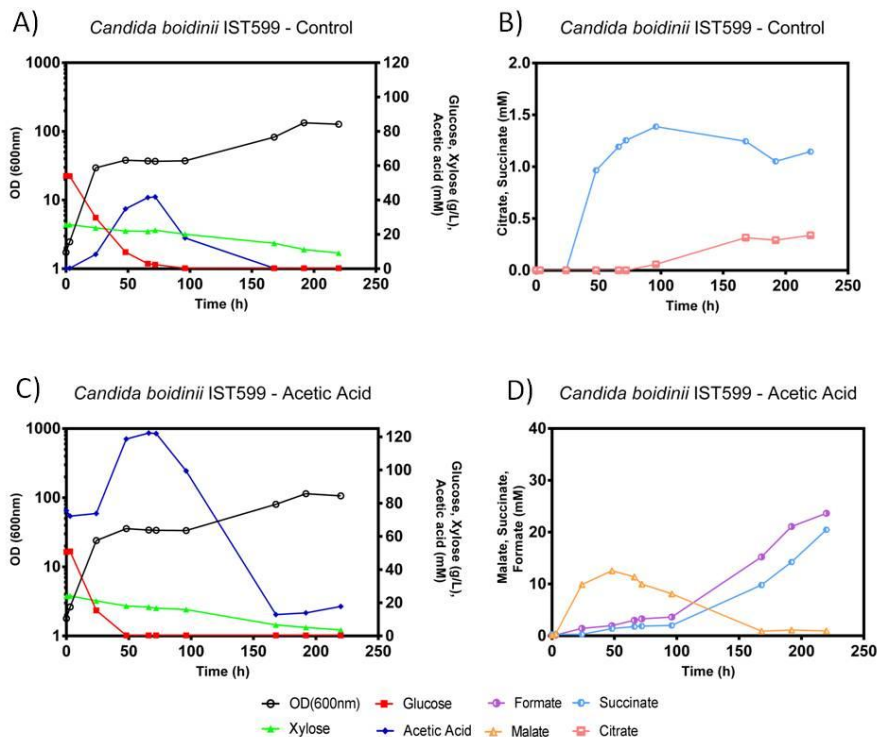 A)
Candida boidinii IST599 - Control
1000
100
10
1
OD (600nm)
120
100
80
60
40
20
0
Glucose, Xylose (g/L),
Acetic acid (mM)
0
50
100
150
200
250
Time (h)
B)
Candida boidinii IST599 - Control
2.0
1.5
1.0
0.5
0.0
Citrate, Succinate (mM)
0
50
100
150
200
250
Time (h)
C)
Candida boidinii IST599 - Acetic Acid
1000
100
10
1
OD (600nm)
120
100
80
60
40
20
0
Glucose, Xylose (g/L),
Acetic acid (mM)
0
50
100
150
200
250
Time (h)
D)
Candida boidinii IST599 - Acetic Acid
40
30
20
10
0
Malate, Succinate,
Formate (mM)
0
50
100
150
200
250
Time (h)
OD(600nm) Glucose Formate Succinate
Xylose Acetic Acid Malate Citrate